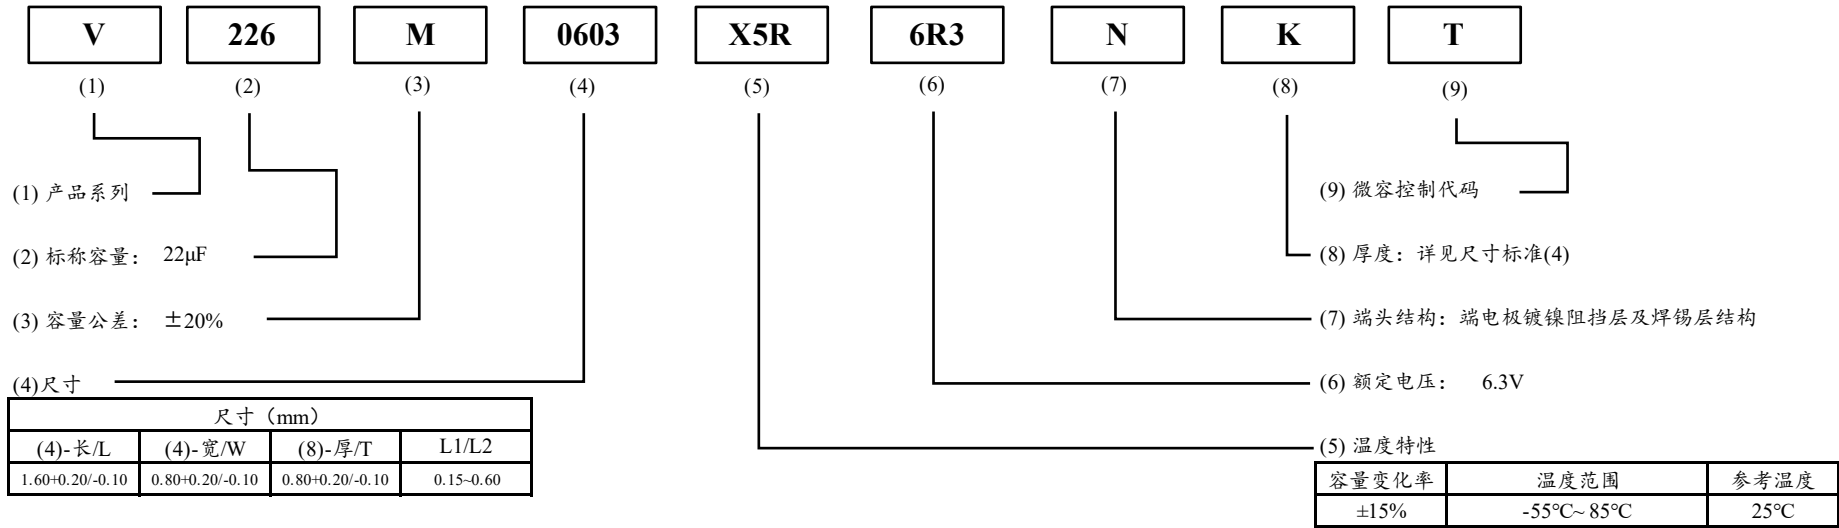 V 226 M 0603 X5R 6R3 N K T
(1) (2) (3) (4) (5) (6) (7) (8) (9)
(1) 产品系列
(2) 标称容量： 22μF
(3) 容量公差： ±20%
(4)尺寸
尺寸（mm）
(4)-长/L (4)-宽/W (8)-厚/T L1/L2
1.60+0.20/-0.10 0.80+0.20/-0.10 0.80+0.20/-0.10 0.15~0.60
(9) 微容控制代码
(8) 厚度：详见尺寸标准(4)
(7) 端头结构：端电极镀镍阻挡层及焊锡层结构
(6) 额定电压： 6.3V
(5) 温度特性
容量变化率 温度范围 参考温度
±15% -55℃~ 85℃ 25℃